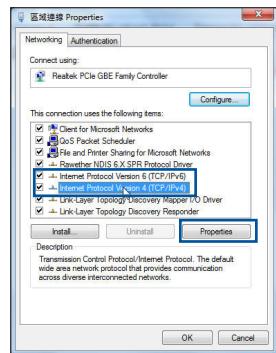 區域連線 Properties
Networking Authentication
Connect using:
Realtek PCIe GBE Family Controller
Configure...
This connection uses the following items:
Client for Microsoft Networks
QoS Packet Scheduler
File and Printer Sharing for Microsoft Networks
Rawether NDIS 6.X SPR Protocol Driver
Internet Protocol Version 6 (TCP/IPv6)
Internet Protocol Version 4 (TCP/IPv4)
Link-Layer Topology Discovery Mapper I/O Driver
Link-Layer Topology Discovery Responder
Install... Uninstall Properties
Description
Transmission Control Protocol/Internet Protocol. The default
wide area network protocol that provides communication
across diverse interconnected networks.
OK Cancel